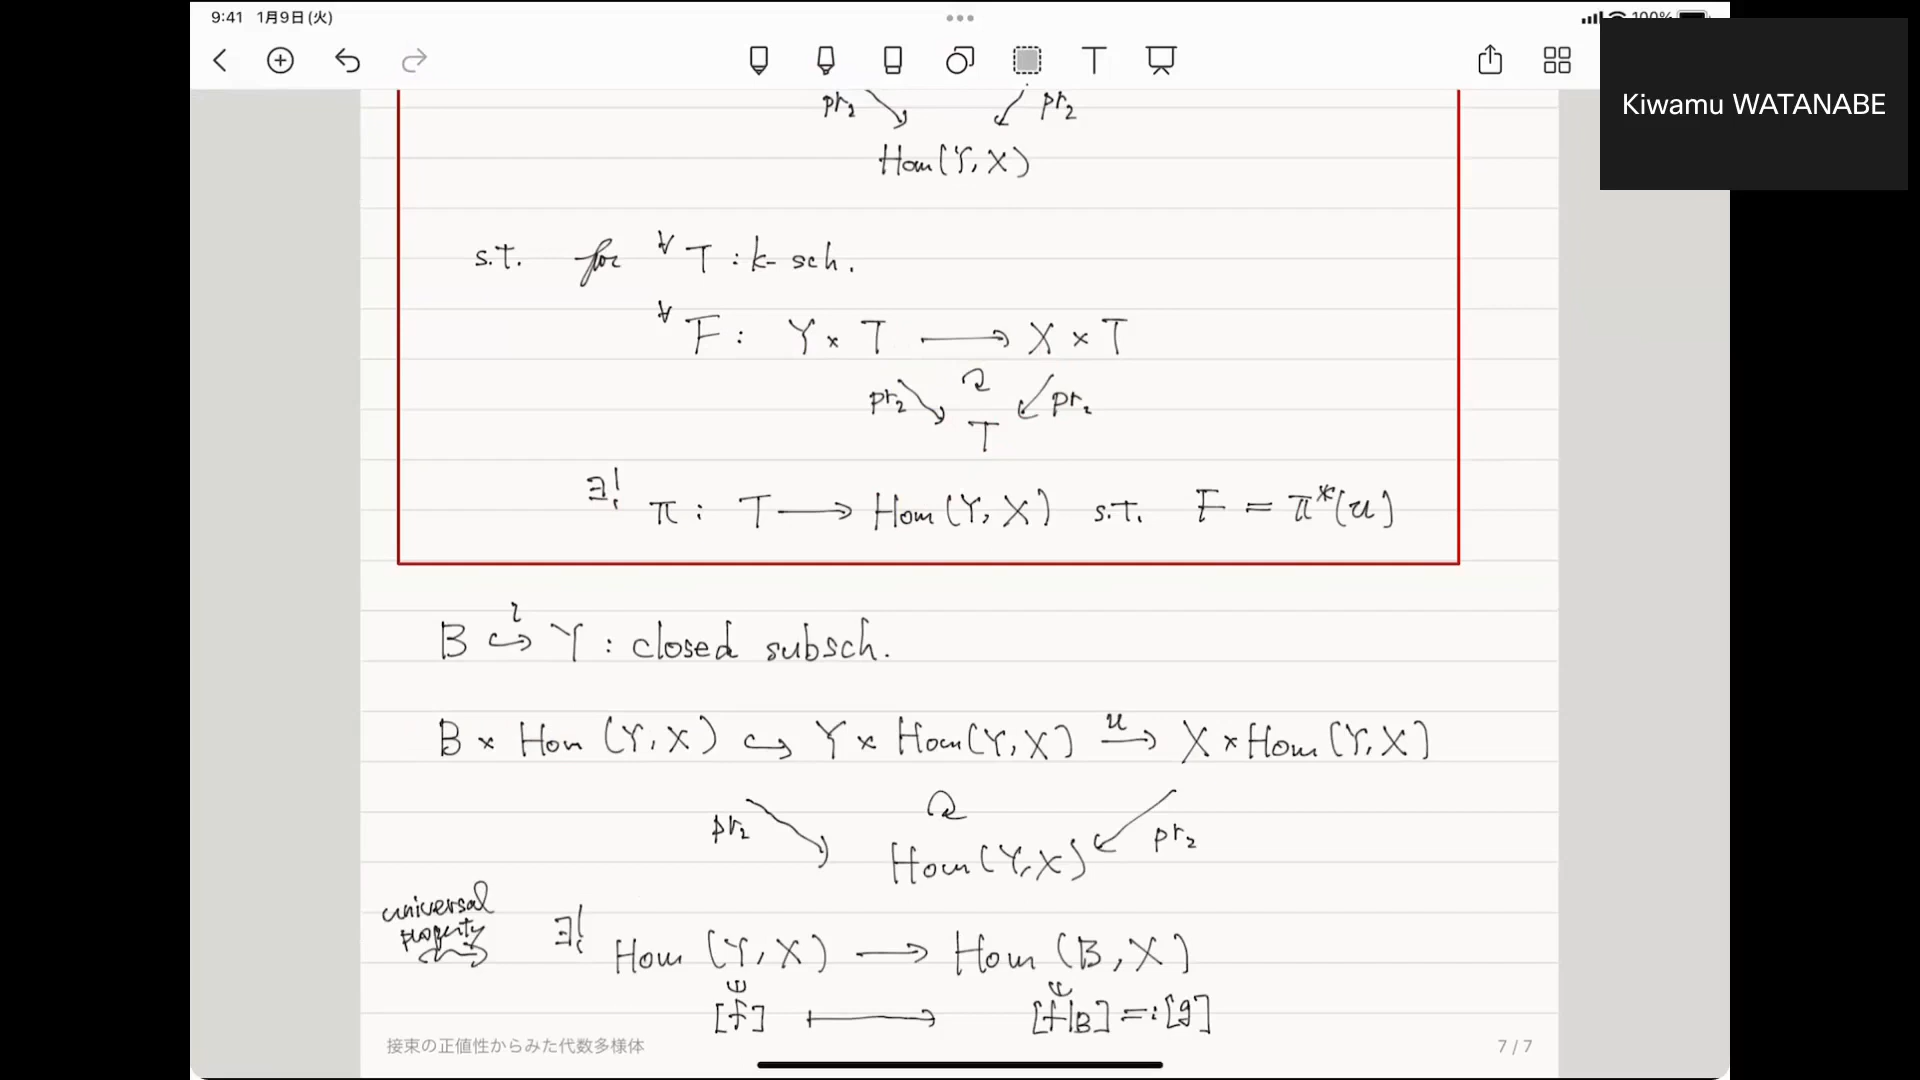 9:41 1月9日(火)
100%
Kiwamu WATANABE
pr₂ pr₂
Hom(Y, X)
s.t. for ∀T : k-sch.
∀F : Y × T ⟶ X × T
pr₂ ↻ pr₂
T
∃! π : T ⟶ Hom(Y, X) s.t. F = π*(u)
B ↪ Y : closed subsch.
B × Hom(Y, X) ↪ Y × Hom(Y, X) ⟶ X × Hom(Y, X)
u
pr₂ ↻ pr₂
Hom(Y, X)
universal
property
⇝ ∃! Hom(Y, X) ⟶ Hom(B, X)
[f] ⟼ [f|B] =: [g]
接束の正値性からみた代数多様体
7 / 7